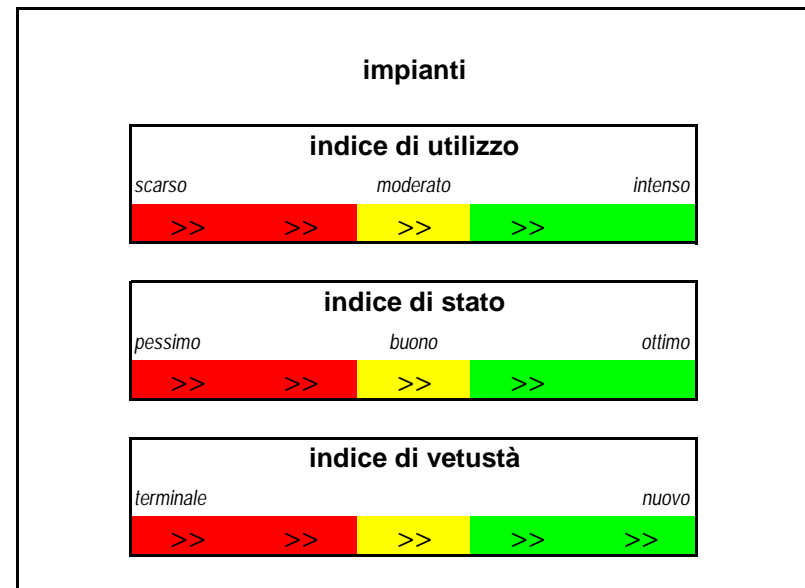 impianti
indice di utilizzo
scarso moderato intenso
>> >> >> >>
indice di stato
pessimo buono ottimo
>> >> >> >>
indice di vetustà
terminale nuovo
>> >> >> >> >>